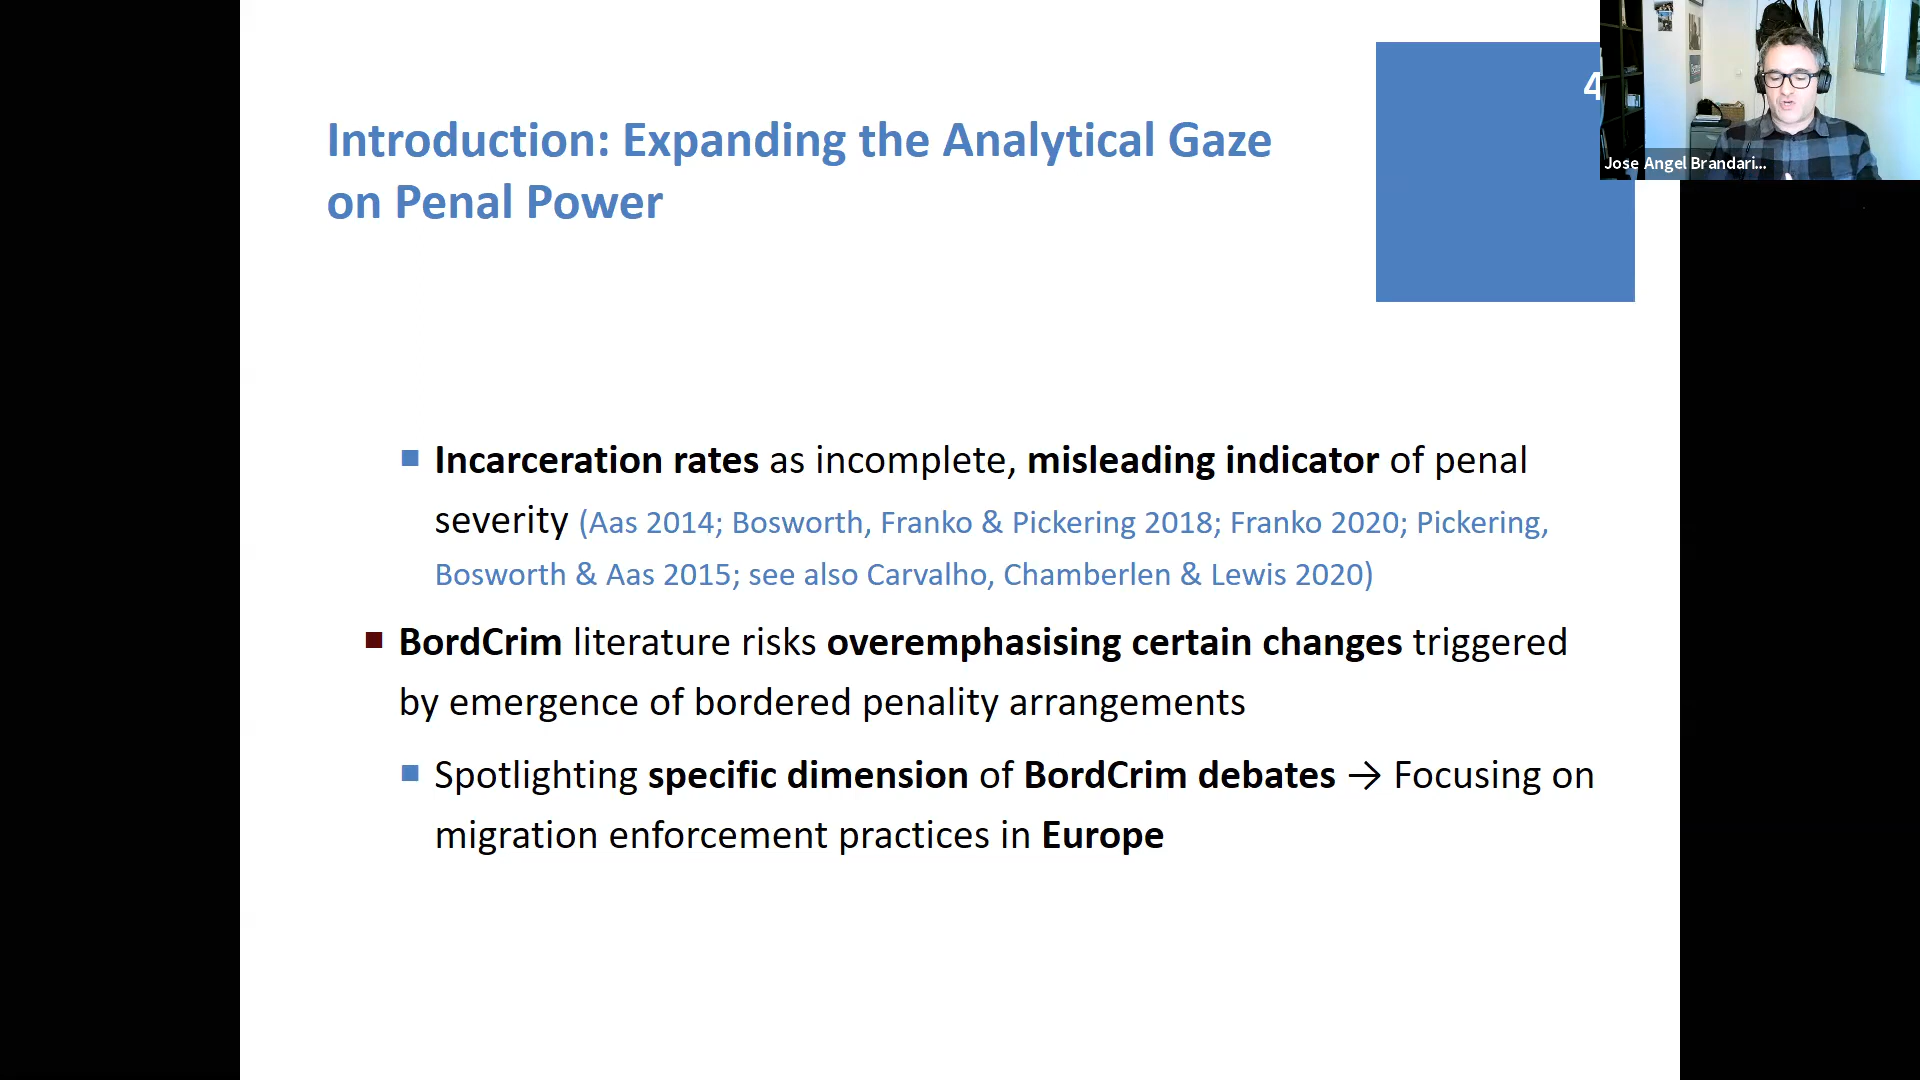 4
Jose Angel Brandari...
Introduction: Expanding the Analytical Gaze
on Penal Power
Incarceration rates as incomplete, misleading indicator of penal
severity (Aas 2014; Bosworth, Franko & Pickering 2018; Franko 2020; Pickering,
Bosworth & Aas 2015; see also Carvalho, Chamberlen & Lewis 2020)
BordCrim literature risks overemphasising certain changes triggered
by emergence of bordered penality arrangements
Spotlighting specific dimension of BordCrim debates → Focusing on
migration enforcement practices in Europe